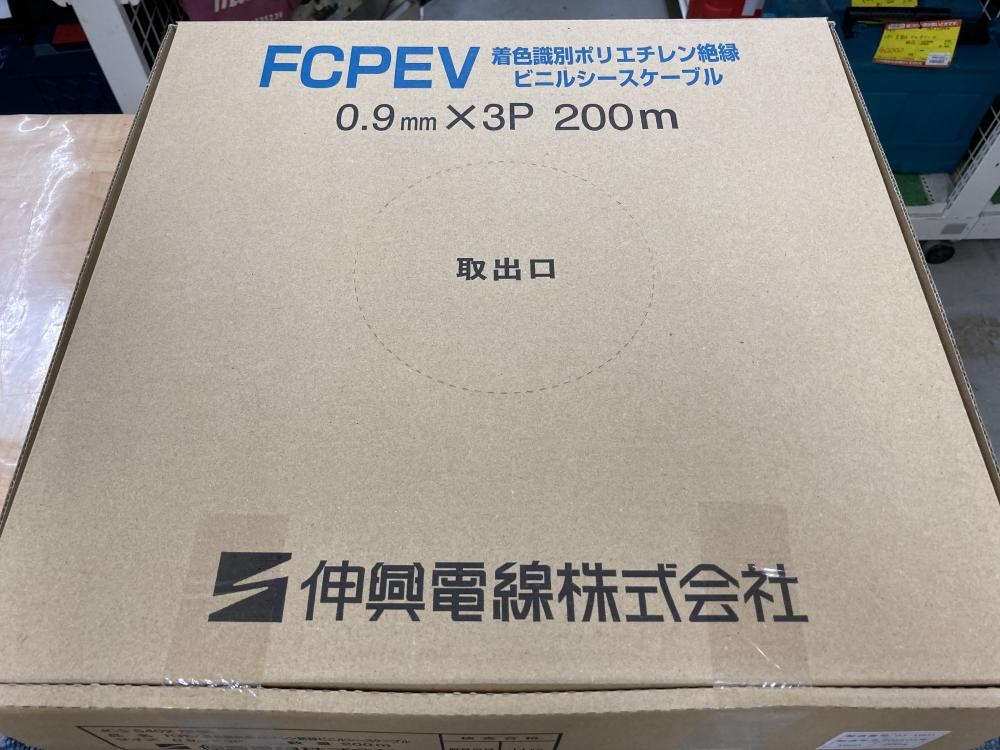 FCPEV 着色識別ポリエチレン絶縁
ビニルシースケーブル
0.9mm×3P 200m
取出口
伸興電線株式会社